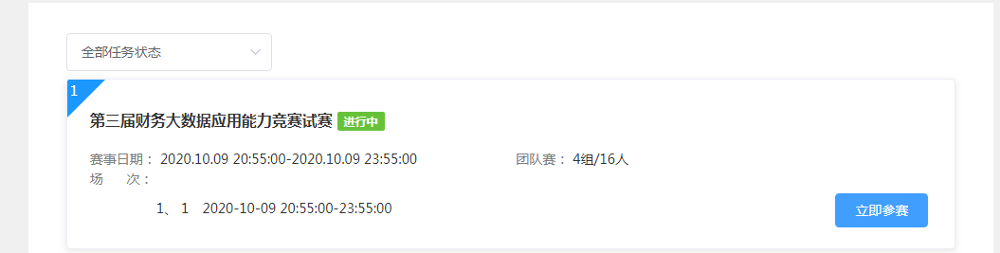 全部任务状态
1
第三届财务大数据应用能力竞赛试赛 进行中
赛事日期： 2020.10.09 20:55:00-2020.10.09 23:55:00 团队赛： 4组/16人
场 次：
1、 1 2020-10-09 20:55:00-23:55:00
立即参赛